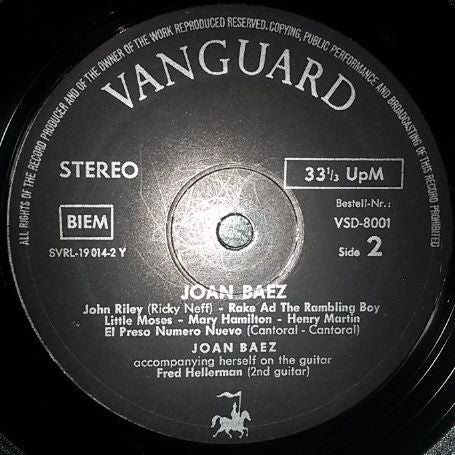 ALL RIGHTS OF THE RECORD PRODUCER AND OF THE OWNER OF THE WORK REPRODUCED RESERVED. COPYING, PUBLIC PERFORMANCE AND BROADCASTING OF THIS RECORD PROHIBITED
VANGUARD
STEREO
33 1/3 UpM
BIEM
Bestell-Nr.:
VSD-8001
SVRL-19 014-2 Y
Side 2
JOAN BAEZ
John Riley (Ricky Neff) - Rake Ad The Rambling Boy
Little Moses - Mary Hamilton - Henry Martin
El Preso Numero Nuevo (Cantoral - Cantoral)
JOAN BAEZ
accompanying herself on the guitar
Fred Hellerman (2nd guitar)